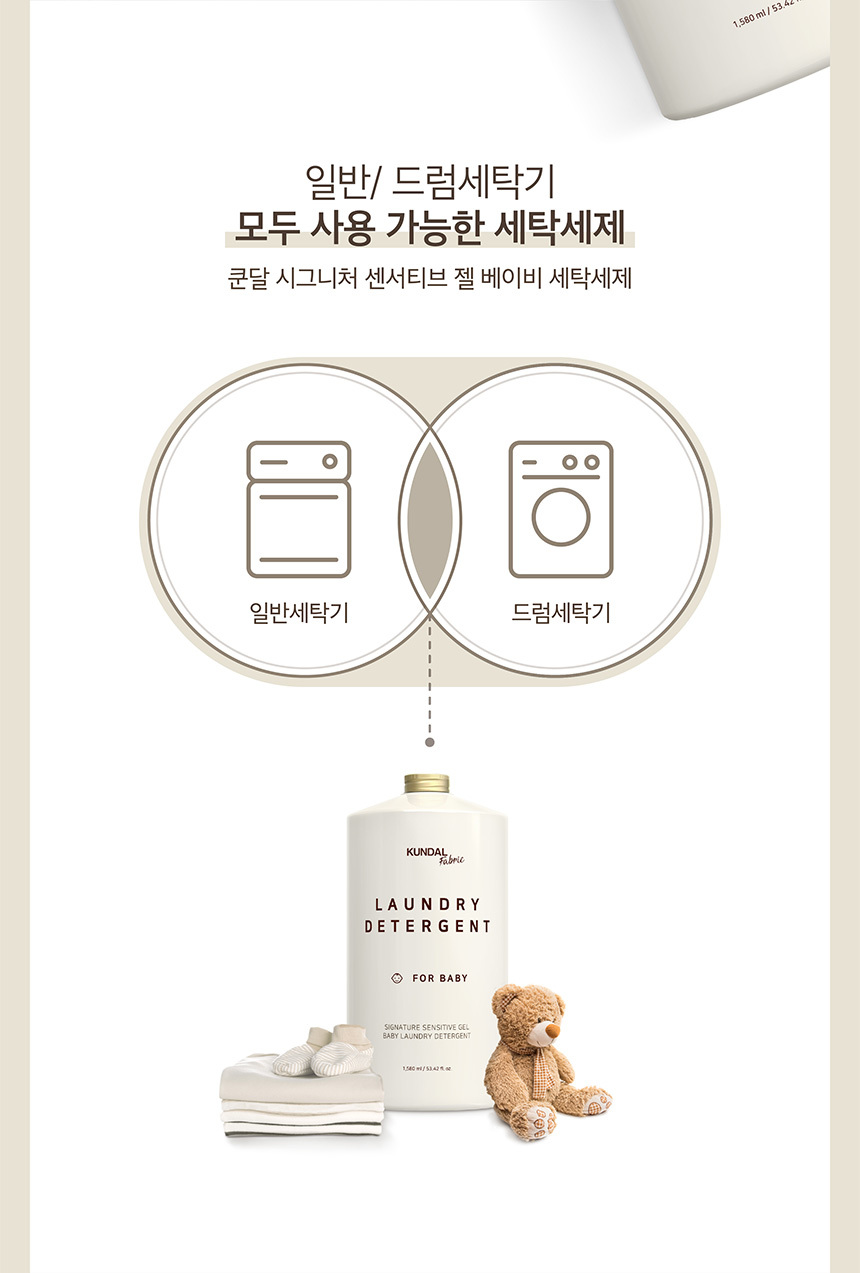 1,580 ml / 53.42
일반/ 드럼세탁기
모두 사용 가능한 세탁세제
쿤달 시그니처 센서티브 젤 베이비 세탁세제
일반세탁기
드럼세탁기
KUNDAL
Fabric
LAUNDRY
DETERGENT
FOR BABY
SIGNATURE SENSITIVE GEL
BABY LAUNDRY DETERGENT
1,580 ml / 53.42 fl. oz